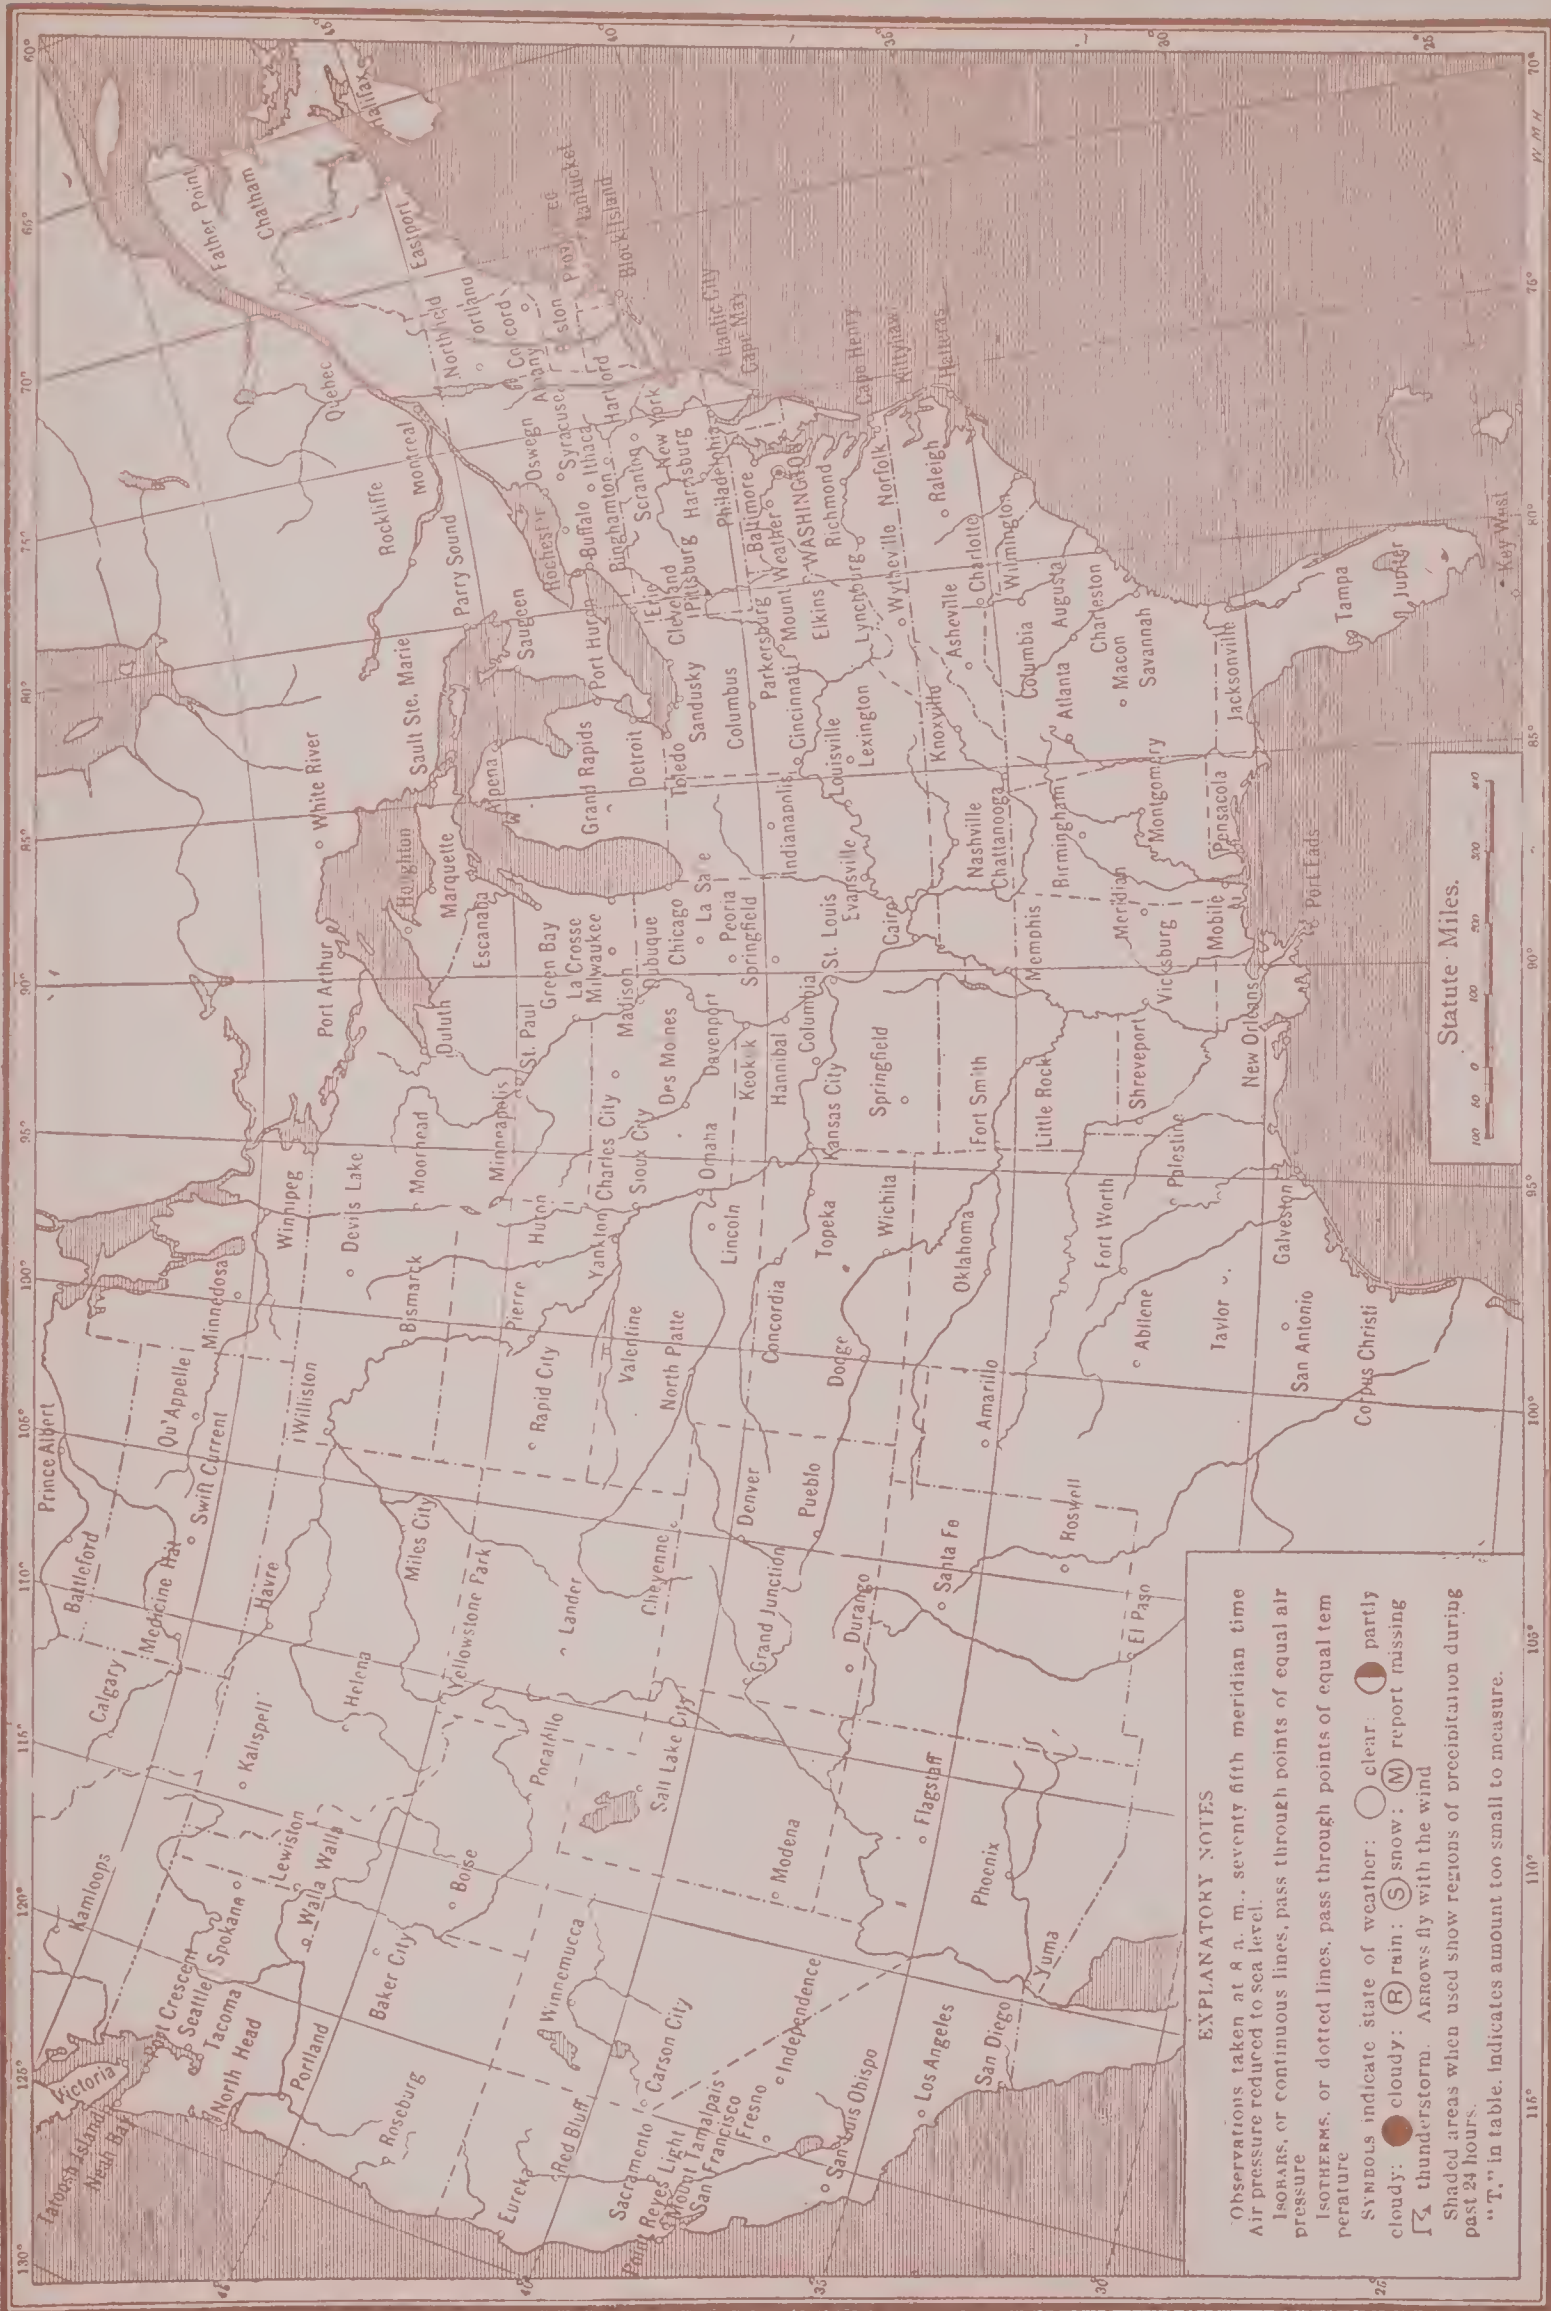 130°
125°
120°
115°
110°
105°
100°
95°
90°
85°
80°
75°
70°
65°
60°
Tatoosh Island
Neah Bay
Victoria
Port Crescent
Seattle
Tacoma
North Head
Spokane
Kamloops
Portland
Walla Walla
Lewiston
Kalispell
Calgary
Medicine Hat
Battleford
Prince Albert
Swift Current
Qu'Appelle
Minnedosa
Winnipeg
Havre
Williston
Helena
Miles City
Devils Lake
Bismarck
Moorhead
Port Arthur
Duluth
Houghton
Marquette
Escanaba
White River
Sault Ste. Marie
Alpena
Rockliffe
Parry Sound
Saugeen
Montreal
Quebec
Father Point
Chatham
Halifax
Eastport
Northfield
Roseburg
Baker City
Boise
Pocatello
Yellowstone Park
Lander
Rapid City
Pierre
Huron
Yankton
Valentine
Minneapolis
St. Paul
Green Bay
La Crosse
Milwaukee
Madison
Charles City
Sioux City
Dubuque
Chicago
Grand Rapids
Detroit
Port Huron
Toledo
Sandusky
Cleveland
Erie
Buffalo
Rochester
Oswego
Syracuse
Ithaca
Binghamton
Scranton
Hartford
New York
Harrisburg
Pittsburg
Philadelphia
Block Island
Atlantic City
Cape May
Eureka
Red Bluff
Winnemucca
Carson City
Sacramento
Point Reyes Light
Mount Tamalpais
San Francisco
Fresno
Independence
San Luis Obispo
Los Angeles
San Diego
Yuma
Salt Lake City
Modena
Cheyenne
Grand Junction
Durango
Denver
Pueblo
North Platte
Lincoln
Omaha
Des Moines
Davenport
Keokuk
Hannibal
Peoria
Springfield
Indianapolis
Columbus
Parkersburg
Cincinnati
Mount Weather
Baltimore
WASHINGTON
Elkins
Richmond
Lynchburg
Cape Henry
Norfolk
Wytheville
Kittyhawk
Hatteras
Raleigh
Concordia
Topeka
Kansas City
Columbia
St. Louis
Springfield
Dodge
Wichita
Evansville
Louisville
Lexington
Cairo
Knoxville
Nashville
Chattanooga
Asheville
Charlotte
Wilmington
Columbia
Augusta
Charleston
Atlanta
Macon
Savannah
Flagstaff
Phoenix
Santa Fe
Roswell
El Paso
Amarillo
Oklahoma
Fort Smith
Little Rock
Memphis
Birmingham
Montgomery
Meridian
Vicksburg
Shreveport
Mobile
Pensacola
Jacksonville
Tampa
Jupiter
Key West
Abilene
Fort Worth
Palestine
Taylor
San Antonio
Galveston
Corpus Christi
New Orleans
Port Eads
Statute Miles.
EXPLANATORY NOTES
Observations taken at 8 a. m., seventy fifth meridian time
Air pressure reduced to sea level.
ISOBARS, or continuous lines, pass through points of equal air
pressure
ISOTHERMS, or dotted lines, pass through points of equal tem
perature
SYMBOLS indicate state of weather: clear: partly
cloudy: cloudy: R rain: S snow: M report missing
thunderstorm. ARROWS fly with the wind
Shaded areas when used show regions of precipitation during
past 24 hours.
"T." in table, indicates amount too small to measure.
W M H